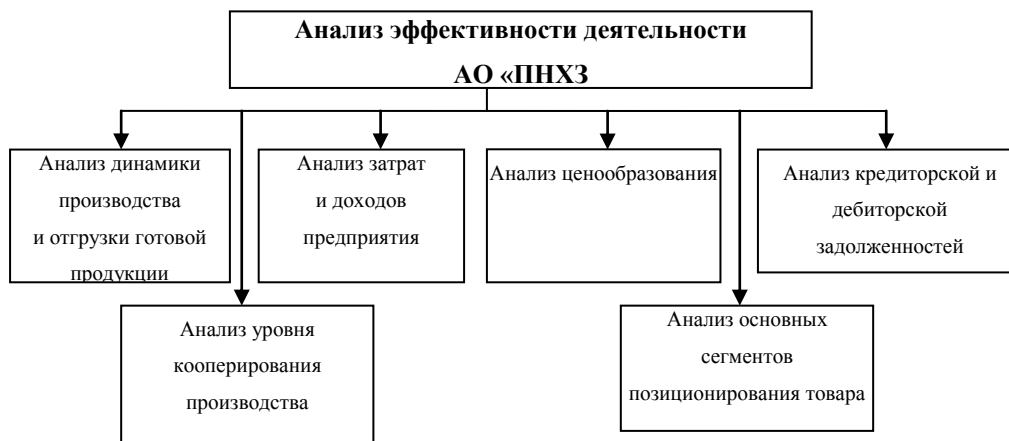 Анализ эффективности деятельности
АО «ПНХЗ
Анализ динамики
производства
и отгрузки готовой
продукции
Анализ затрат
и доходов
предприятия
Анализ ценообразования
Анализ кредиторской и
дебиторской
задолженностей
Анализ уровня
кооперирования
производства
Анализ основных
сегментов
позиционирования товара